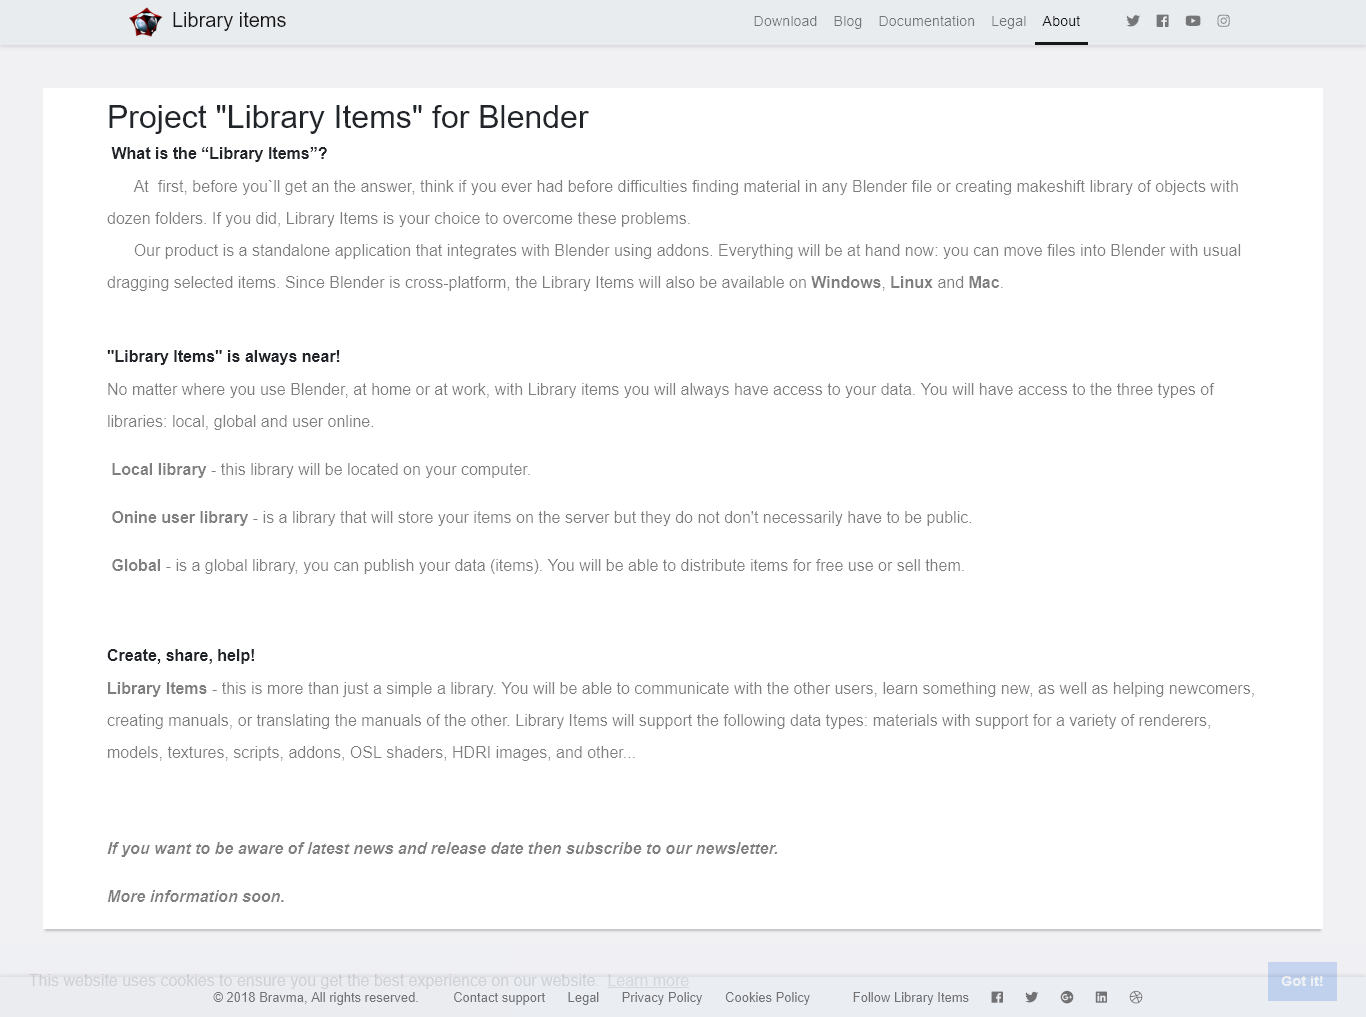 Library items
Download Blog Documentation Legal About
Project "Library Items" for Blender
What is the “Library Items”?
At first, before you`ll get an the answer, think if you ever had before difficulties finding material in any Blender file or creating makeshift library of objects with
dozen folders. If you did, Library Items is your choice to overcome these problems.
Our product is a standalone application that integrates with Blender using addons. Everything will be at hand now: you can move files into Blender with usual
dragging selected items. Since Blender is cross-platform, the Library Items will also be available on Windows, Linux and Mac.
"Library Items" is always near!
No matter where you use Blender, at home or at work, with Library items you will always have access to your data. You will have access to the three types of
libraries: local, global and user online.
Local library - this library will be located on your computer.
Onine user library - is a library that will store your items on the server but they do not don't necessarily have to be public.
Global - is a global library, you can publish your data (items). You will be able to distribute items for free use or sell them.
Create, share, help!
Library Items - this is more than just a simple a library. You will be able to communicate with the other users, learn something new, as well as helping newcomers,
creating manuals, or translating the manuals of the other. Library Items will support the following data types: materials with support for a variety of renderers,
models, textures, scripts, addons, OSL shaders, HDRI images, and other...
If you want to be aware of latest news and release date then subscribe to our newsletter.
More information soon.
This website uses cookies to ensure you get the best experience on our website. Learn more
Got it!
© 2018 Bravma, All rights reserved. Contact support Legal Privacy Policy Cookies Policy Follow Library Items